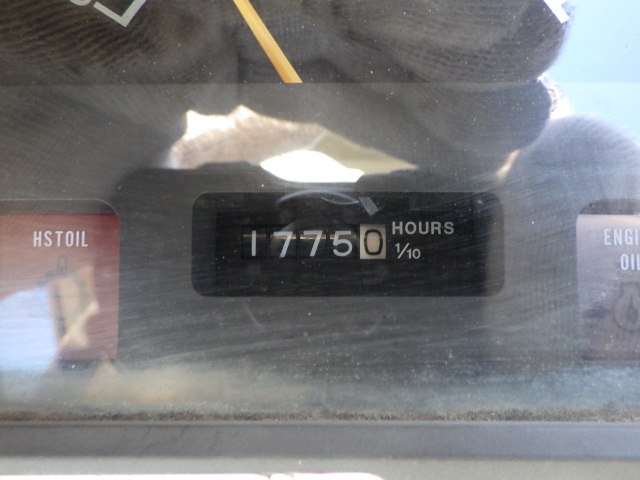 HSTOIL
17750 HOURS
1/10
ENGI
OIL